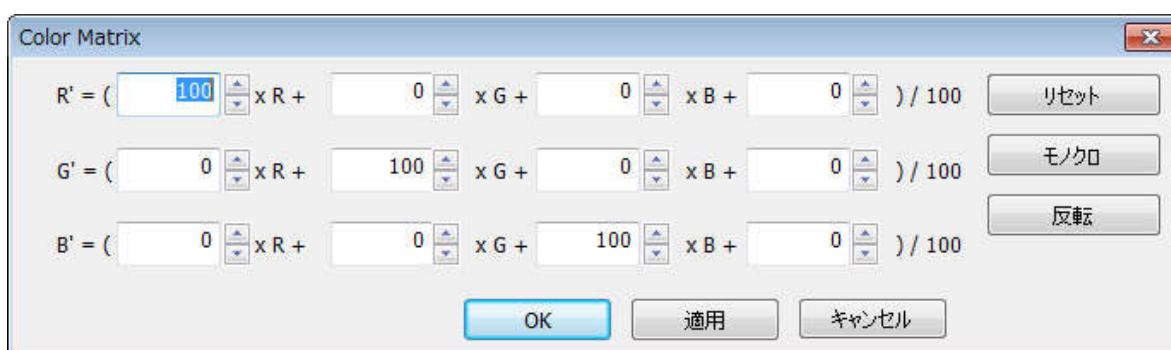 Color Matrix
R' = ( 100 x R + 0 x G + 0 x B + 0 ) / 100 リセット
G' = ( 0 x R + 100 x G + 0 x B + 0 ) / 100 モノクロ
B' = ( 0 x R + 0 x G + 100 x B + 0 ) / 100 反転
OK 適用 キャンセル